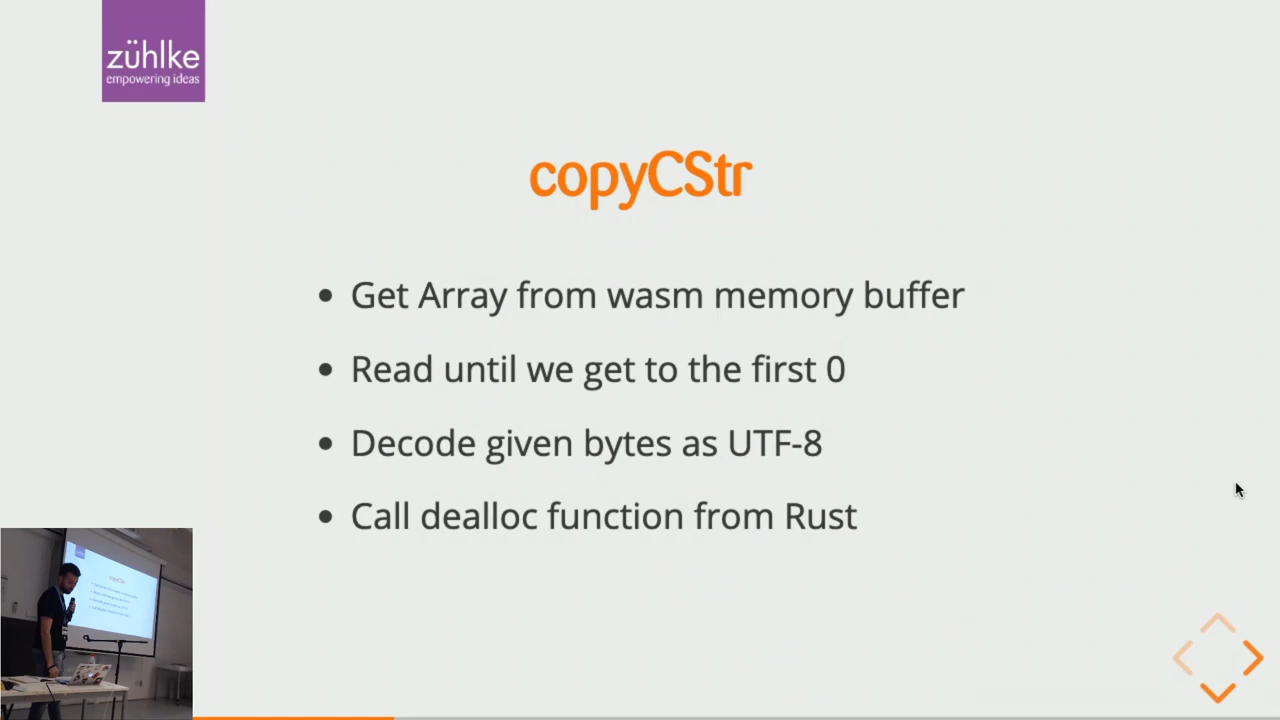 zühlke
empowering ideas
copyCStr
Get Array from wasm memory buffer
Read until we get to the first 0
Decode given bytes as UTF-8
Call dealloc function from Rust